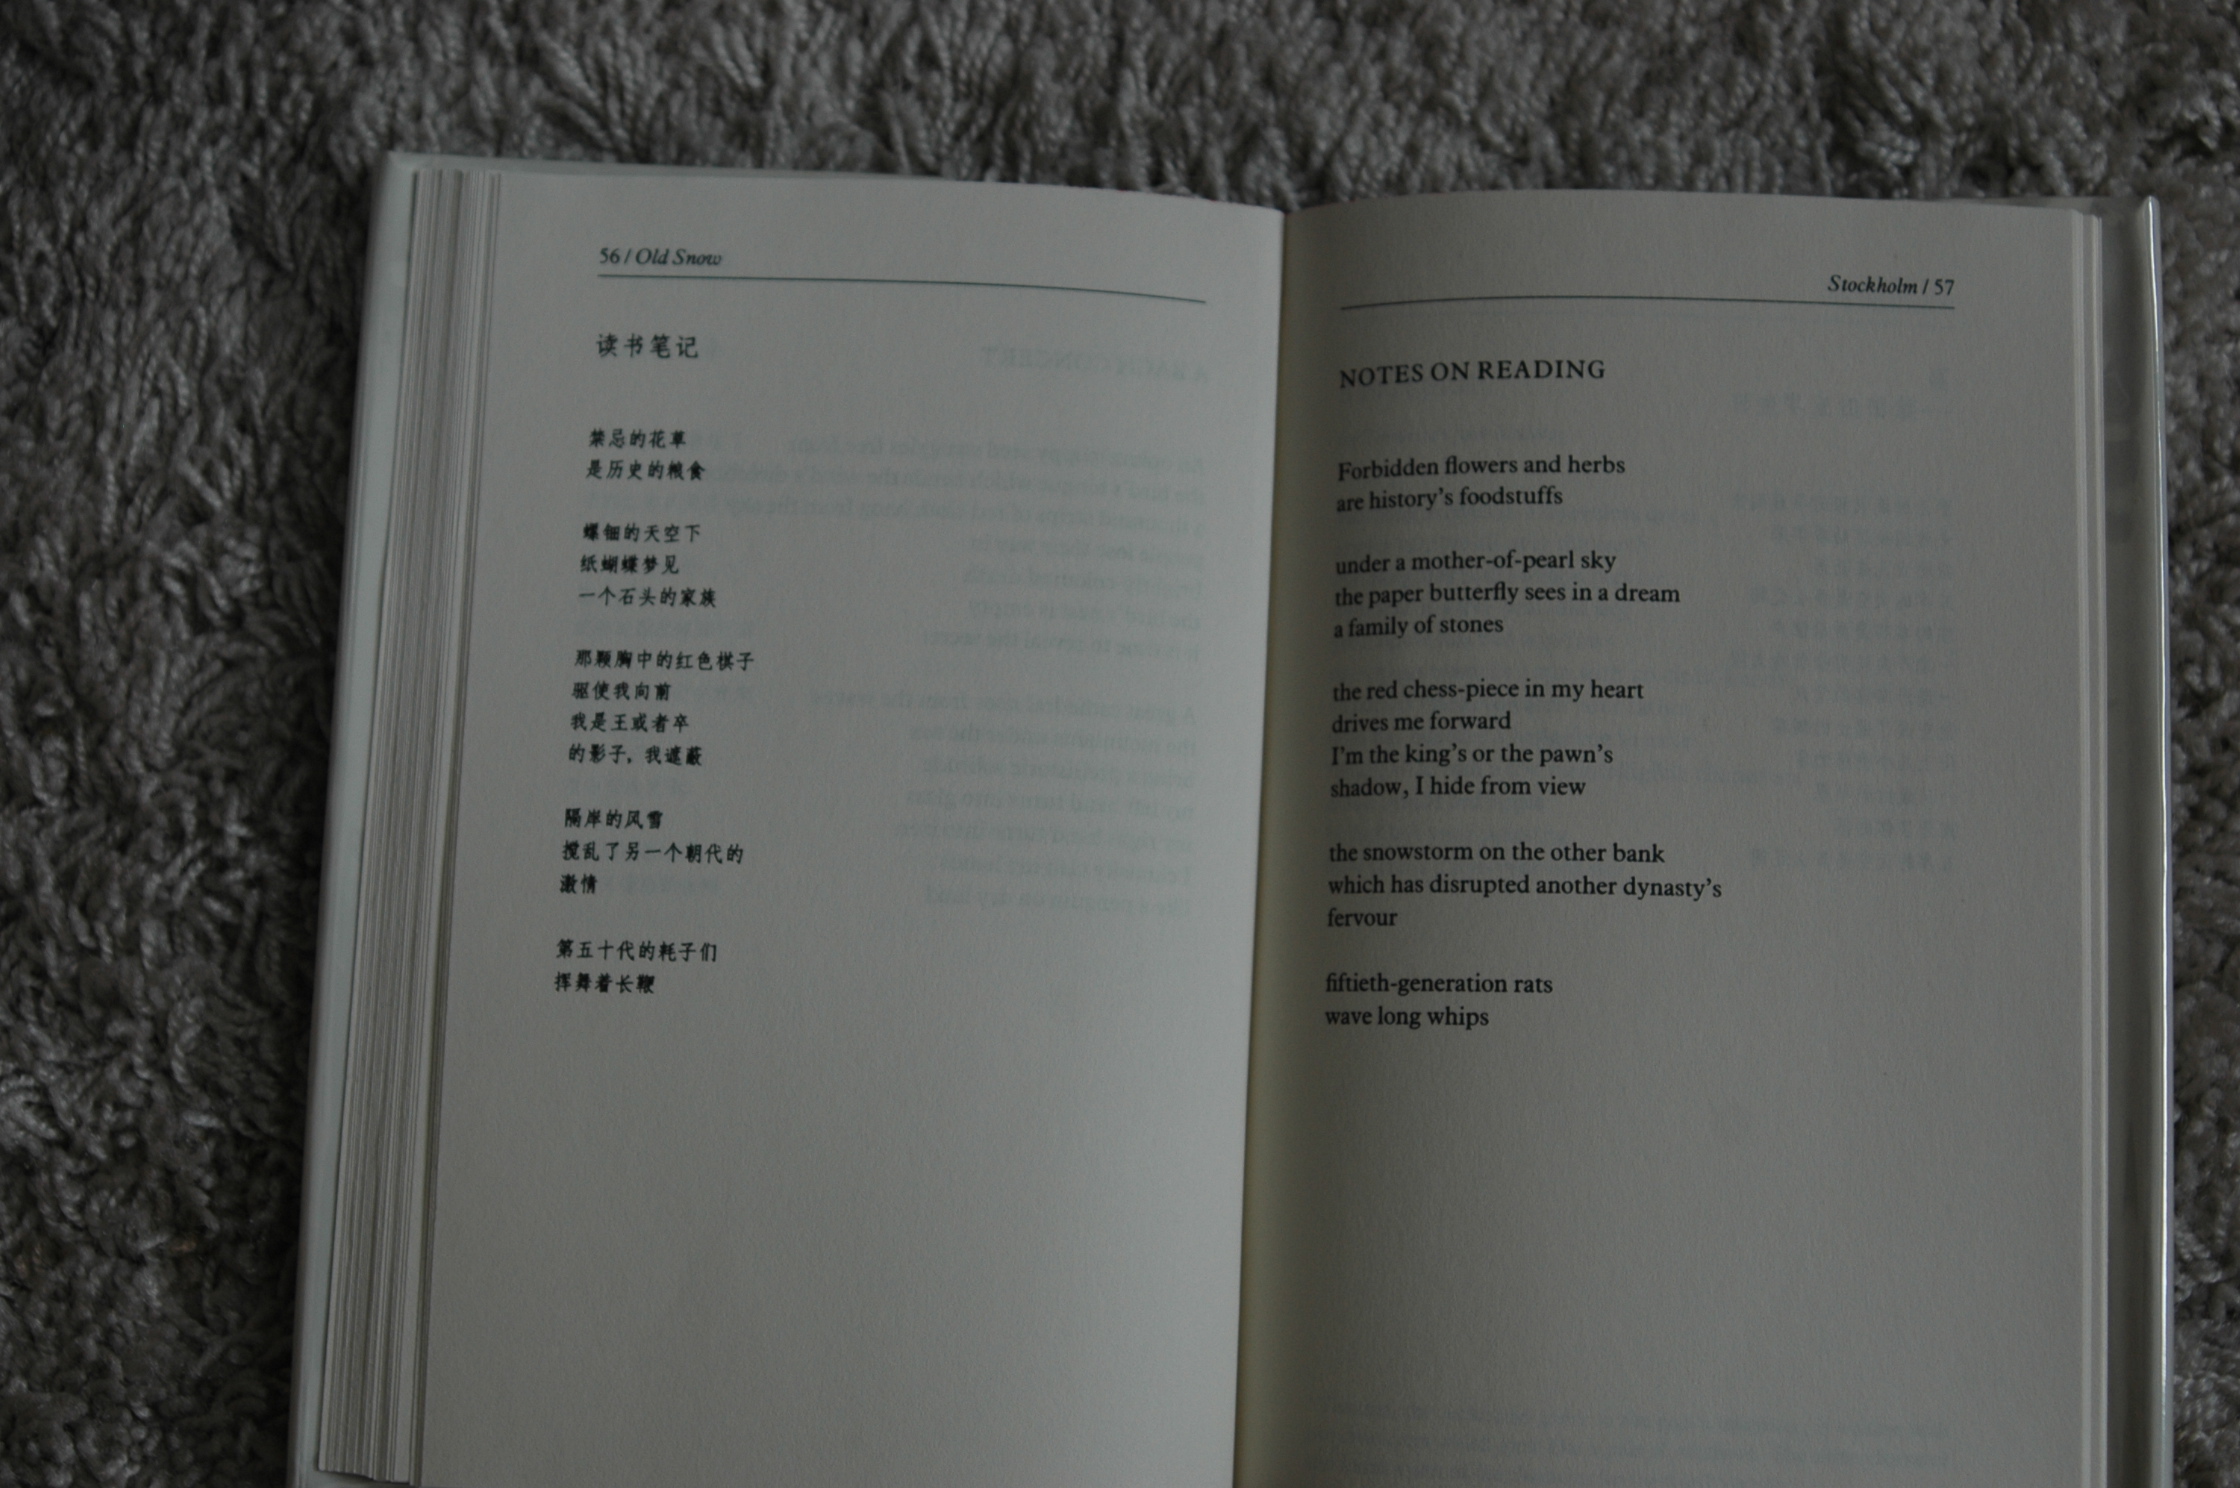 56 / Old Snow
读书笔记
禁忌的花草
是历史的粮食
螺钿的天空下
纸蝴蝶梦见
一个石头的家族
那颗胸中的红色棋子
驱使我向前
我是王或者卒
的影子，我遮蔽
隔岸的风雪
搅乱了另一个朝代的
激情
第五十代的耗子们
挥舞着长鞭
Stockholm / 57
NOTES ON READING
Forbidden flowers and herbs
are history's foodstuffs
under a mother-of-pearl sky
the paper butterfly sees in a dream
a family of stones
the red chess-piece in my heart
drives me forward
I'm the king's or the pawn's
shadow, I hide from view
the snowstorm on the other bank
which has disrupted another dynasty's
fervour
fiftieth-generation rats
wave long whips